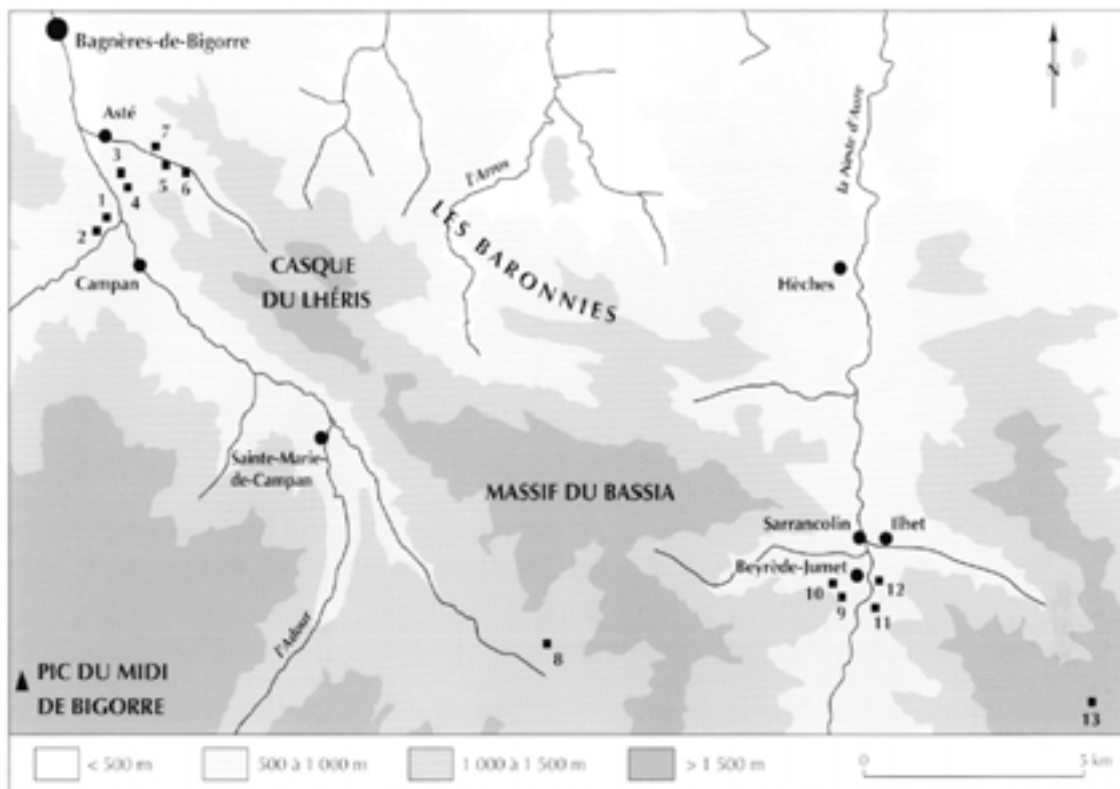 Bagnères-de-Bigorre
N
Asté
7
3
5
6
4
1
2
Campan
CASQUE
DU LHÉRIS
l'Arros
LES BARONNIES
la Neste d'Aure
Hèches
Sainte-Marie-
de-Campan
MASSIF DU BASSIA
Sarrancolin
Ilhet
Beyrède-Jumet
10
9
12
11
l'Adour
8
PIC DU MIDI
DE BIGORRE
13
< 500 m
500 à 1 000 m
1 000 à 1 500 m
> 1 500 m
0
5 km